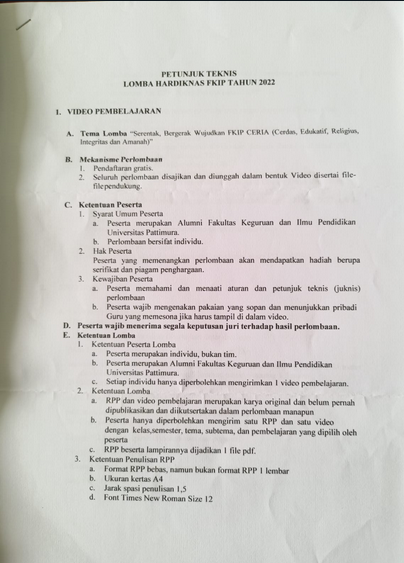 PETUNJUK TEKNIS
LOMBA HARDIKNAS FKIP TAHUN 2022
1. VIDEO PEMBELAJARAN
A. Tema Lomba "Serentak, Bergerak Wujudkan FKIP CERIA (Cerdas, Edukatif, Religius,
Integritas dan Amanah)"
B. Mekanisme Perlombaan
1. Pendaftaran gratis.
2. Seluruh perlombaan disajikan dan diunggah dalam bentuk Video disertai file-
filependukung.
C. Ketentuan Peserta
1. Syarat Umum Peserta
a. Peserta merupakan Alumni Fakultas Keguruan dan Ilmu Pendidikan
Universitas Pattimura.
b. Perlombaan bersifat individu.
2. Hak Peserta
Peserta yang memenangkan perlombaan akan mendapatkan hadiah berupa
serifikat dan piagam penghargaan.
3. Kewajiban Peserta
a. Peserta memahami dan menaati aturan dan petunjuk teknis (juknis)
perlombaan
b. Peserta wajib mengenakan pakaian yang sopan dan menunjukkan pribadi
Guru yang memesona jika harus tampil di dalam video.
D. Peserta wajib menerima segala keputusan juri terhadap hasil perlombaan.
E. Ketentuan Lomba
1. Ketentuan Peserta Lomba
a. Peserta merupakan individu, bukan tim.
b. Peserta merupakan Alumni Fakultas Keguruan dan Ilmu Pendidikan
Universitas Pattimura.
c. Setiap individu hanya diperbolehkan mengirimkan 1 video pembelajaran.
2. Ketentuan Lomba
a. RPP dan video pembelajaran merupakan karya original dan belum pernah
dipublikasikan dan diikutsertakan dalam perlombaan manapun
b. Peserta hanya diperbolehkan mengirim satu RPP dan satu video
dengan kelas,semester, tema, subtema, dan pembelajaran yang dipilih oleh
peserta
c. RPP beserta lampirannya dijadikan 1 file pdf.
3. Ketentuan Penulisan RPP
a. Format RPP bebas, namun bukan format RPP 1 lembar
b. Ukuran kertas A4
c. Jarak spasi penulisan 1,5
d. Font Times New Roman Size 12